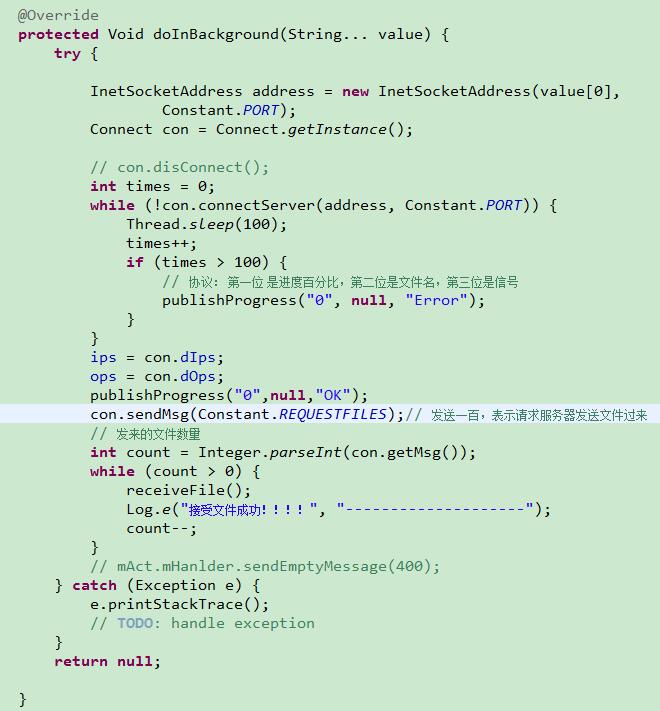 @Override
protected Void doInBackground(String... value) {
try {
InetSocketAddress address = new InetSocketAddress(value[0],
Constant.PORT);
Connect con = Connect.getInstance();
// con.disConnect();
int times = 0;
while (!con.connectServer(address, Constant.PORT)) {
Thread.sleep(100);
times++;
if (times > 100) {
// 协议: 第一位 是进度百分比，第二位是文件名，第三位是信号
publishProgress("0", null, "Error");
}
}
ips = con.dIps;
ops = con.dOps;
publishProgress("0",null,"OK");
con.sendMsg(Constant.REQUESTFILES);// 发送一百，表示请求服务器发送文件过来
// 发来的文件数量
int count = Integer.parseInt(con.getMsg());
while (count > 0) {
receiveFile();
Log.e("接受文件成功！！！！", "--------------------");
count--;
}
// mAct.mHanlder.sendEmptyMessage(400);
} catch (Exception e) {
e.printStackTrace();
// TODO: handle exception
}
return null;
}